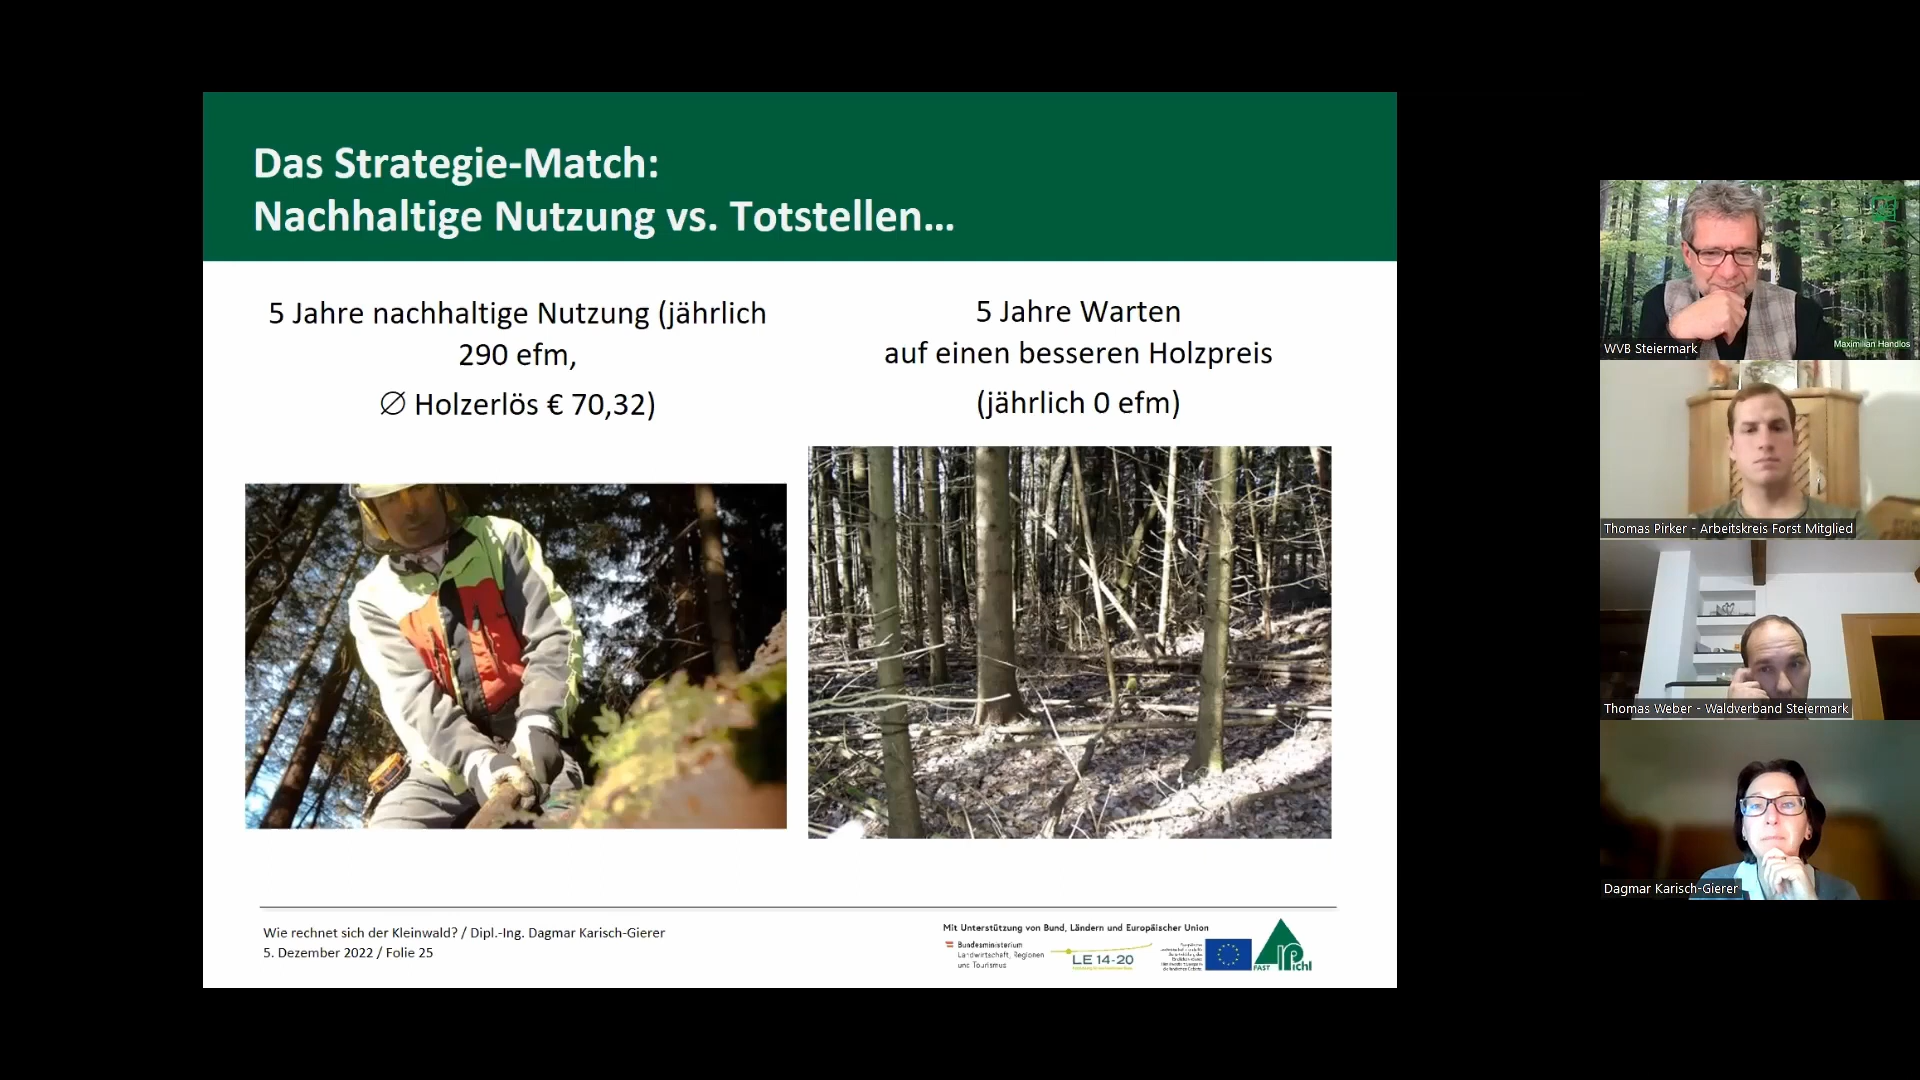 Das Strategie-Match:
Nachhaltige Nutzung vs. Totstellen...
5 Jahre nachhaltige Nutzung (jährlich
290 efm,
∅ Holzerlös € 70,32)
5 Jahre Warten
auf einen besseren Holzpreis
(jährlich 0 efm)
Wie rechnet sich der Kleinwald? / Dipl.-Ing. Dagmar Karisch-Gierer
5. Dezember 2022 / Folie 25
Mit Unterstützung von Bund, Ländern und Europäischer Union
Bundesministerium
Landwirtschaft, Regionen
und Tourismus
LE 14-20
FAST Pichl
Maximilian Handlos
WVB Steiermark
Thomas Pirker - Arbeitskreis Forst Mitglied
Thomas Weber - Waldverband Steiermark
Dagmar Karisch-Gierer